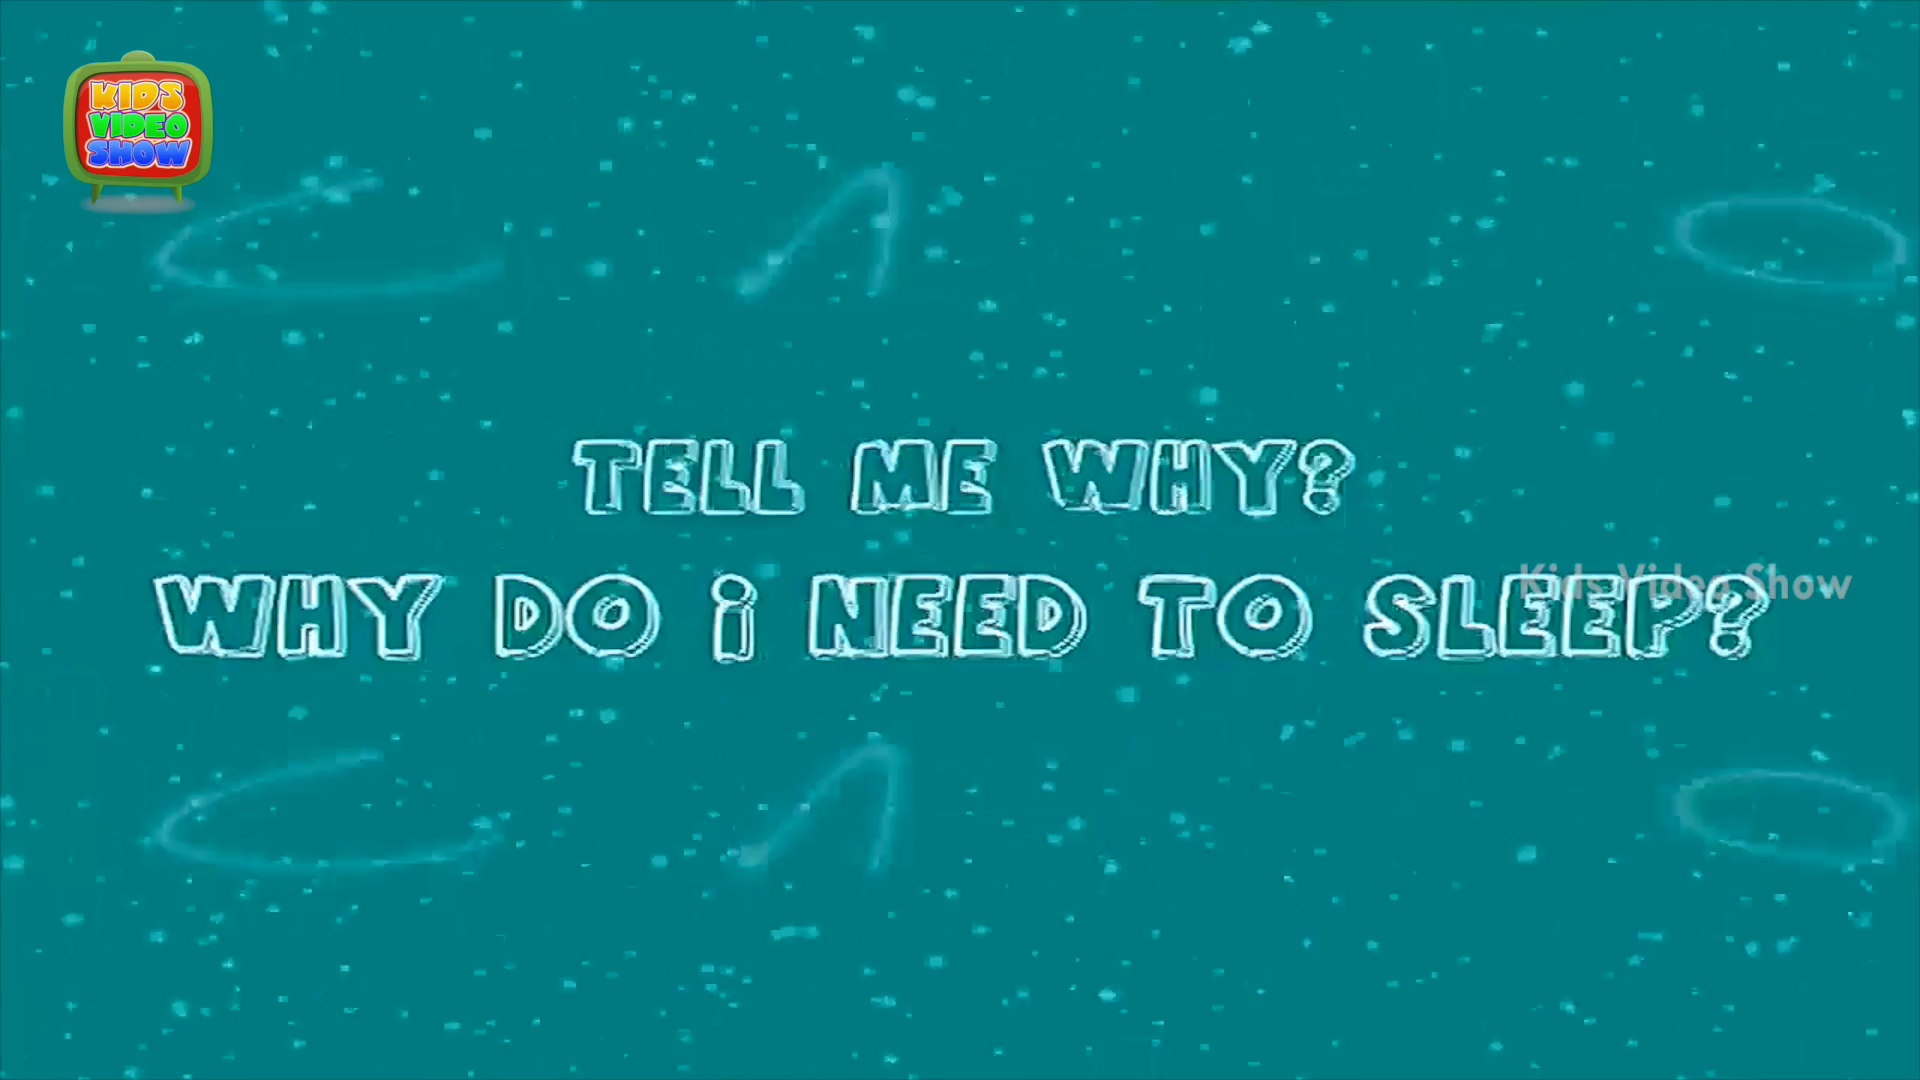 KIDS
VIDEO
SHOW
TELL ME WHY?
WHY DO i NEED TO SLEEP?
Kids Video Show